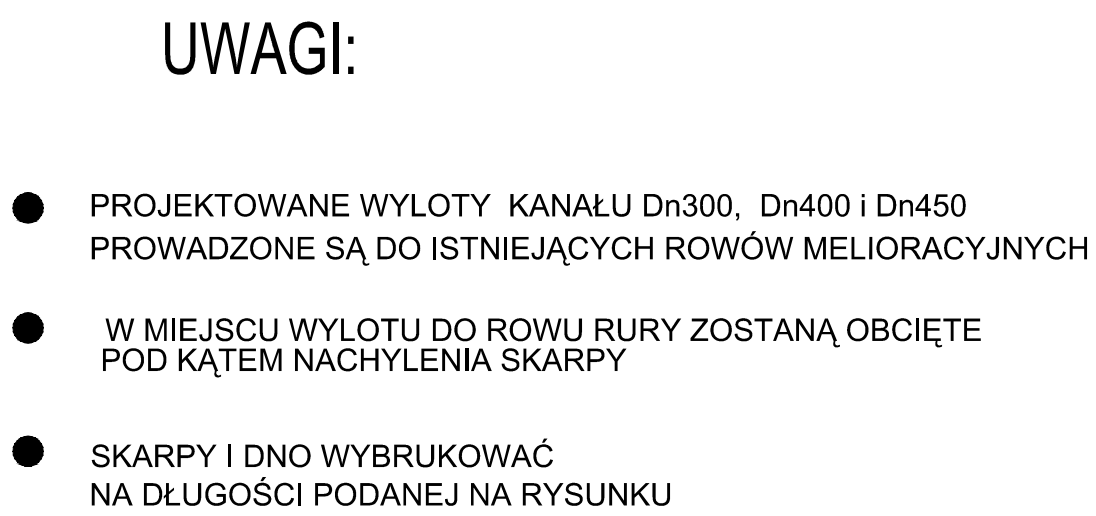 UWAGI:
PROJEKTOWANE WYLOTY KANAŁU Dn300, Dn400 i Dn450
PROWADZONE SĄ DO ISTNIEJĄCYCH ROWÓW MELIORACYJNYCH
W MIEJSCU WYLOTU DO ROWU RURY ZOSTANĄ OBCIĘTE
POD KĄTEM NACHYLENIA SKARPY
SKARPY I DNO WYBRUKOWAĆ
NA DŁUGOŚCI PODANEJ NA RYSUNKU